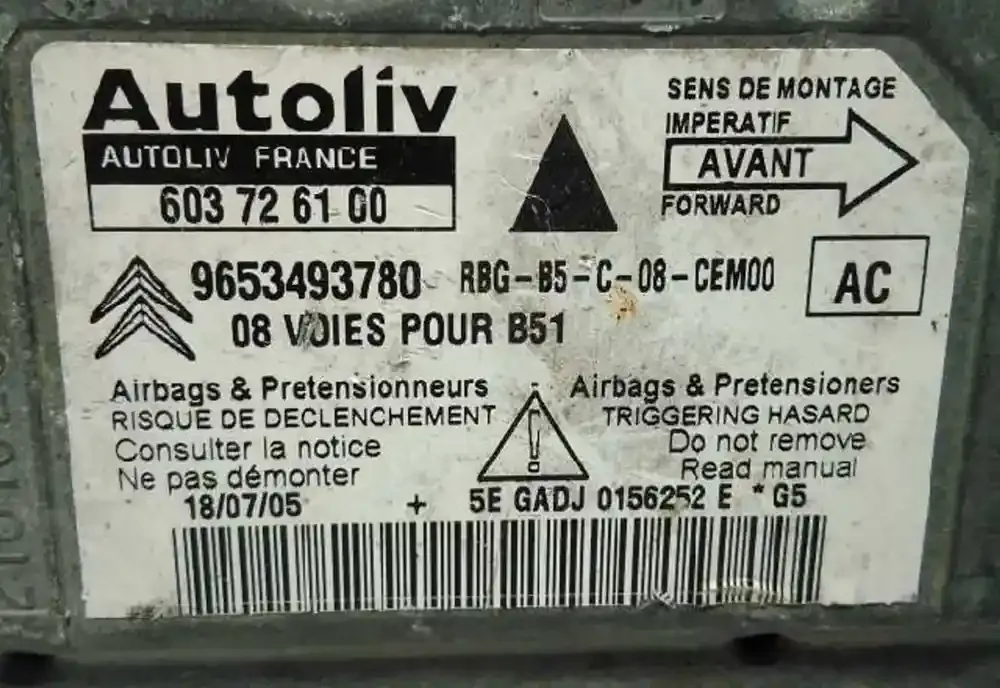 Autoliv
AUTOLIV FRANCE
603 72 61 00
SENS DE MONTAGE
IMPERATIF
AVANT
FORWARD
9653493780 RBG-B5-C-08-CEM00
AC
08 VOIES POUR B51
Airbags & Pretensionneurs
RISQUE DE DECLENCHEMENT
Consulter la notice
Ne pas démonter
Airbags & Pretensioners
TRIGGERING HASARD
Do not remove
Read manual
18/07/05 + 5E GADJ 0156252 E *G5